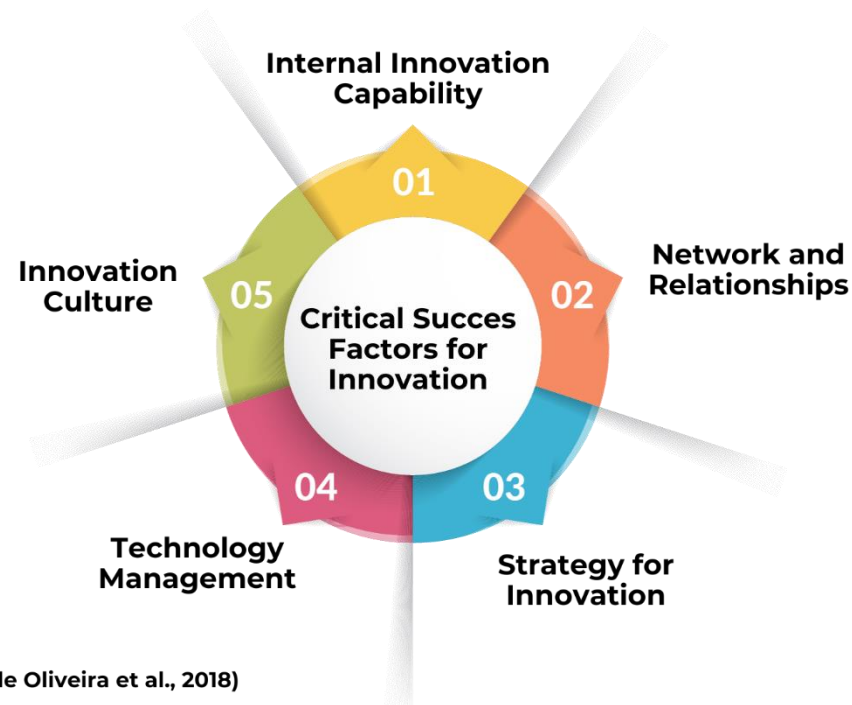 Internal Innovation
Capability
01
Network and
Relationships
02
Innovation
Culture
05
Critical Succes
Factors for
Innovation
04
03
Technology
Management
Strategy for
Innovation
de Oliveira et al., 2018)